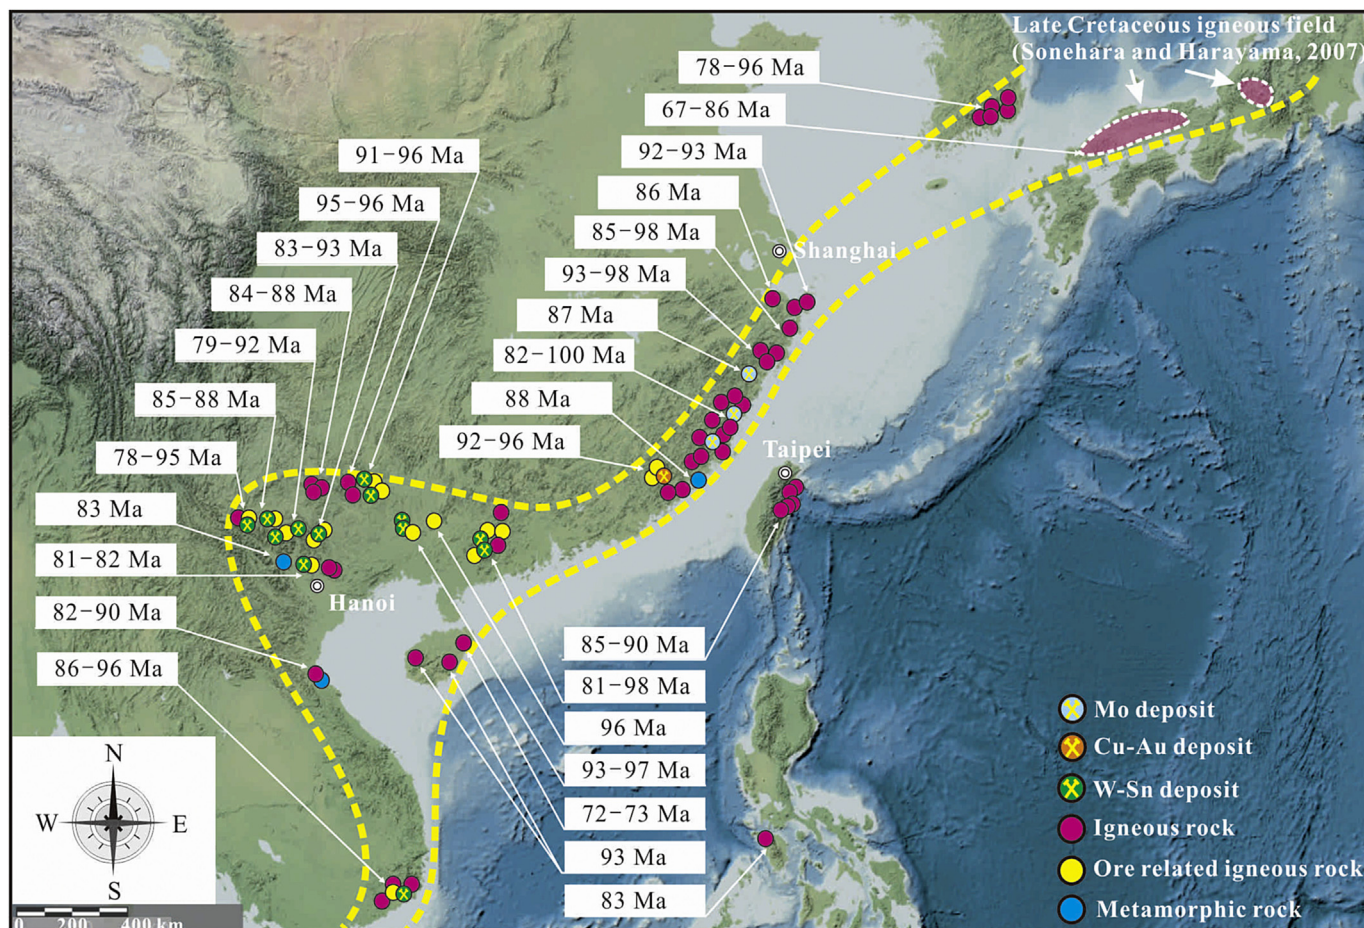 Late Cretaceous igneous field
(Sonehara and Harayama, 2007)
78−96 Ma
67−86 Ma
92−93 Ma
86 Ma
85−98 Ma
93−98 Ma
87 Ma
82−100 Ma
88 Ma
92−96 Ma
91−96 Ma
95−96 Ma
83−93 Ma
84−88 Ma
79−92 Ma
85−88 Ma
78−95 Ma
83 Ma
81−82 Ma
82−90 Ma
86−96 Ma
Shanghai
Taipei
Hanoi
85−90 Ma
81−98 Ma
96 Ma
93−97 Ma
72−73 Ma
93 Ma
83 Ma
Mo deposit
Cu-Au deposit
W-Sn deposit
Igneous rock
Ore related igneous rock
Metamorphic rock
N
W E
S
0 200 400 km